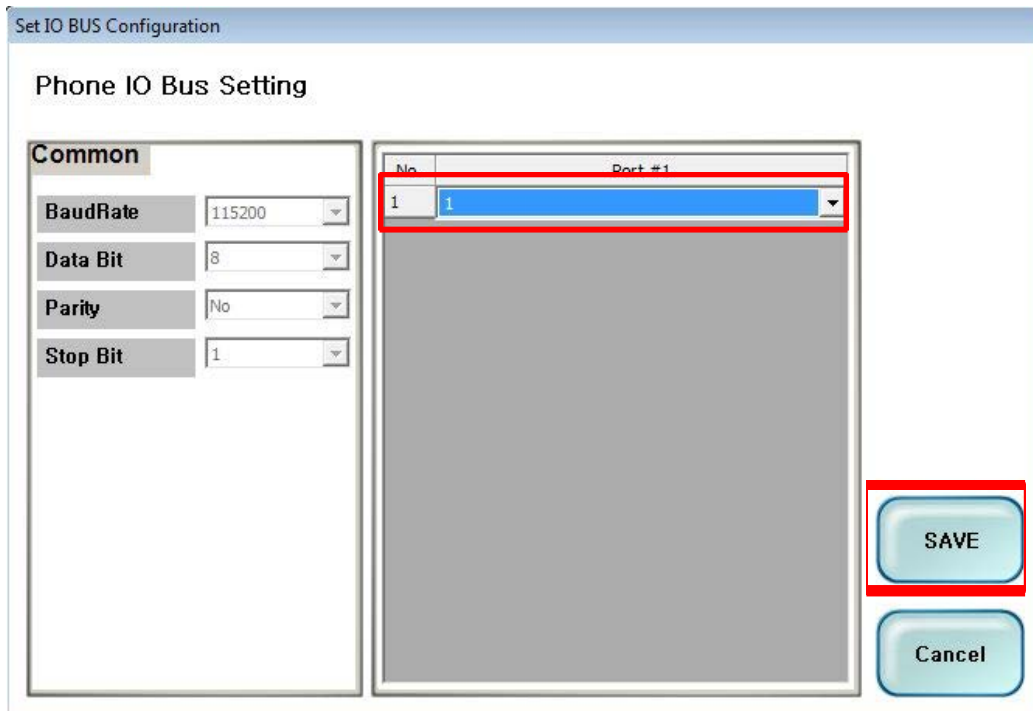 Set IO BUS Configuration
Phone IO Bus Setting
Common
BaudRate 115200
Data Bit 8
Parity No
Stop Bit 1
No Port #1
1 1
SAVE
Cancel